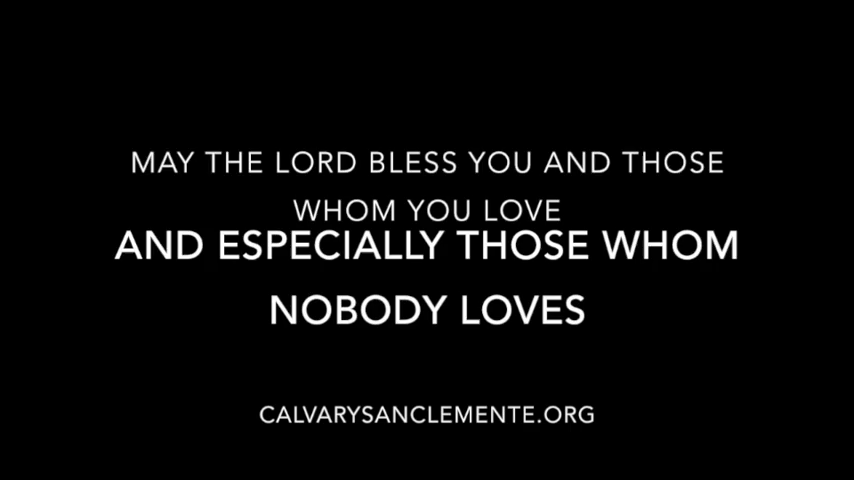 MAY THE LORD BLESS YOU AND THOSE
WHOM YOU LOVE
AND ESPECIALLY THOSE WHOM
NOBODY LOVES
CALVARYSANCLEMENTE.ORG